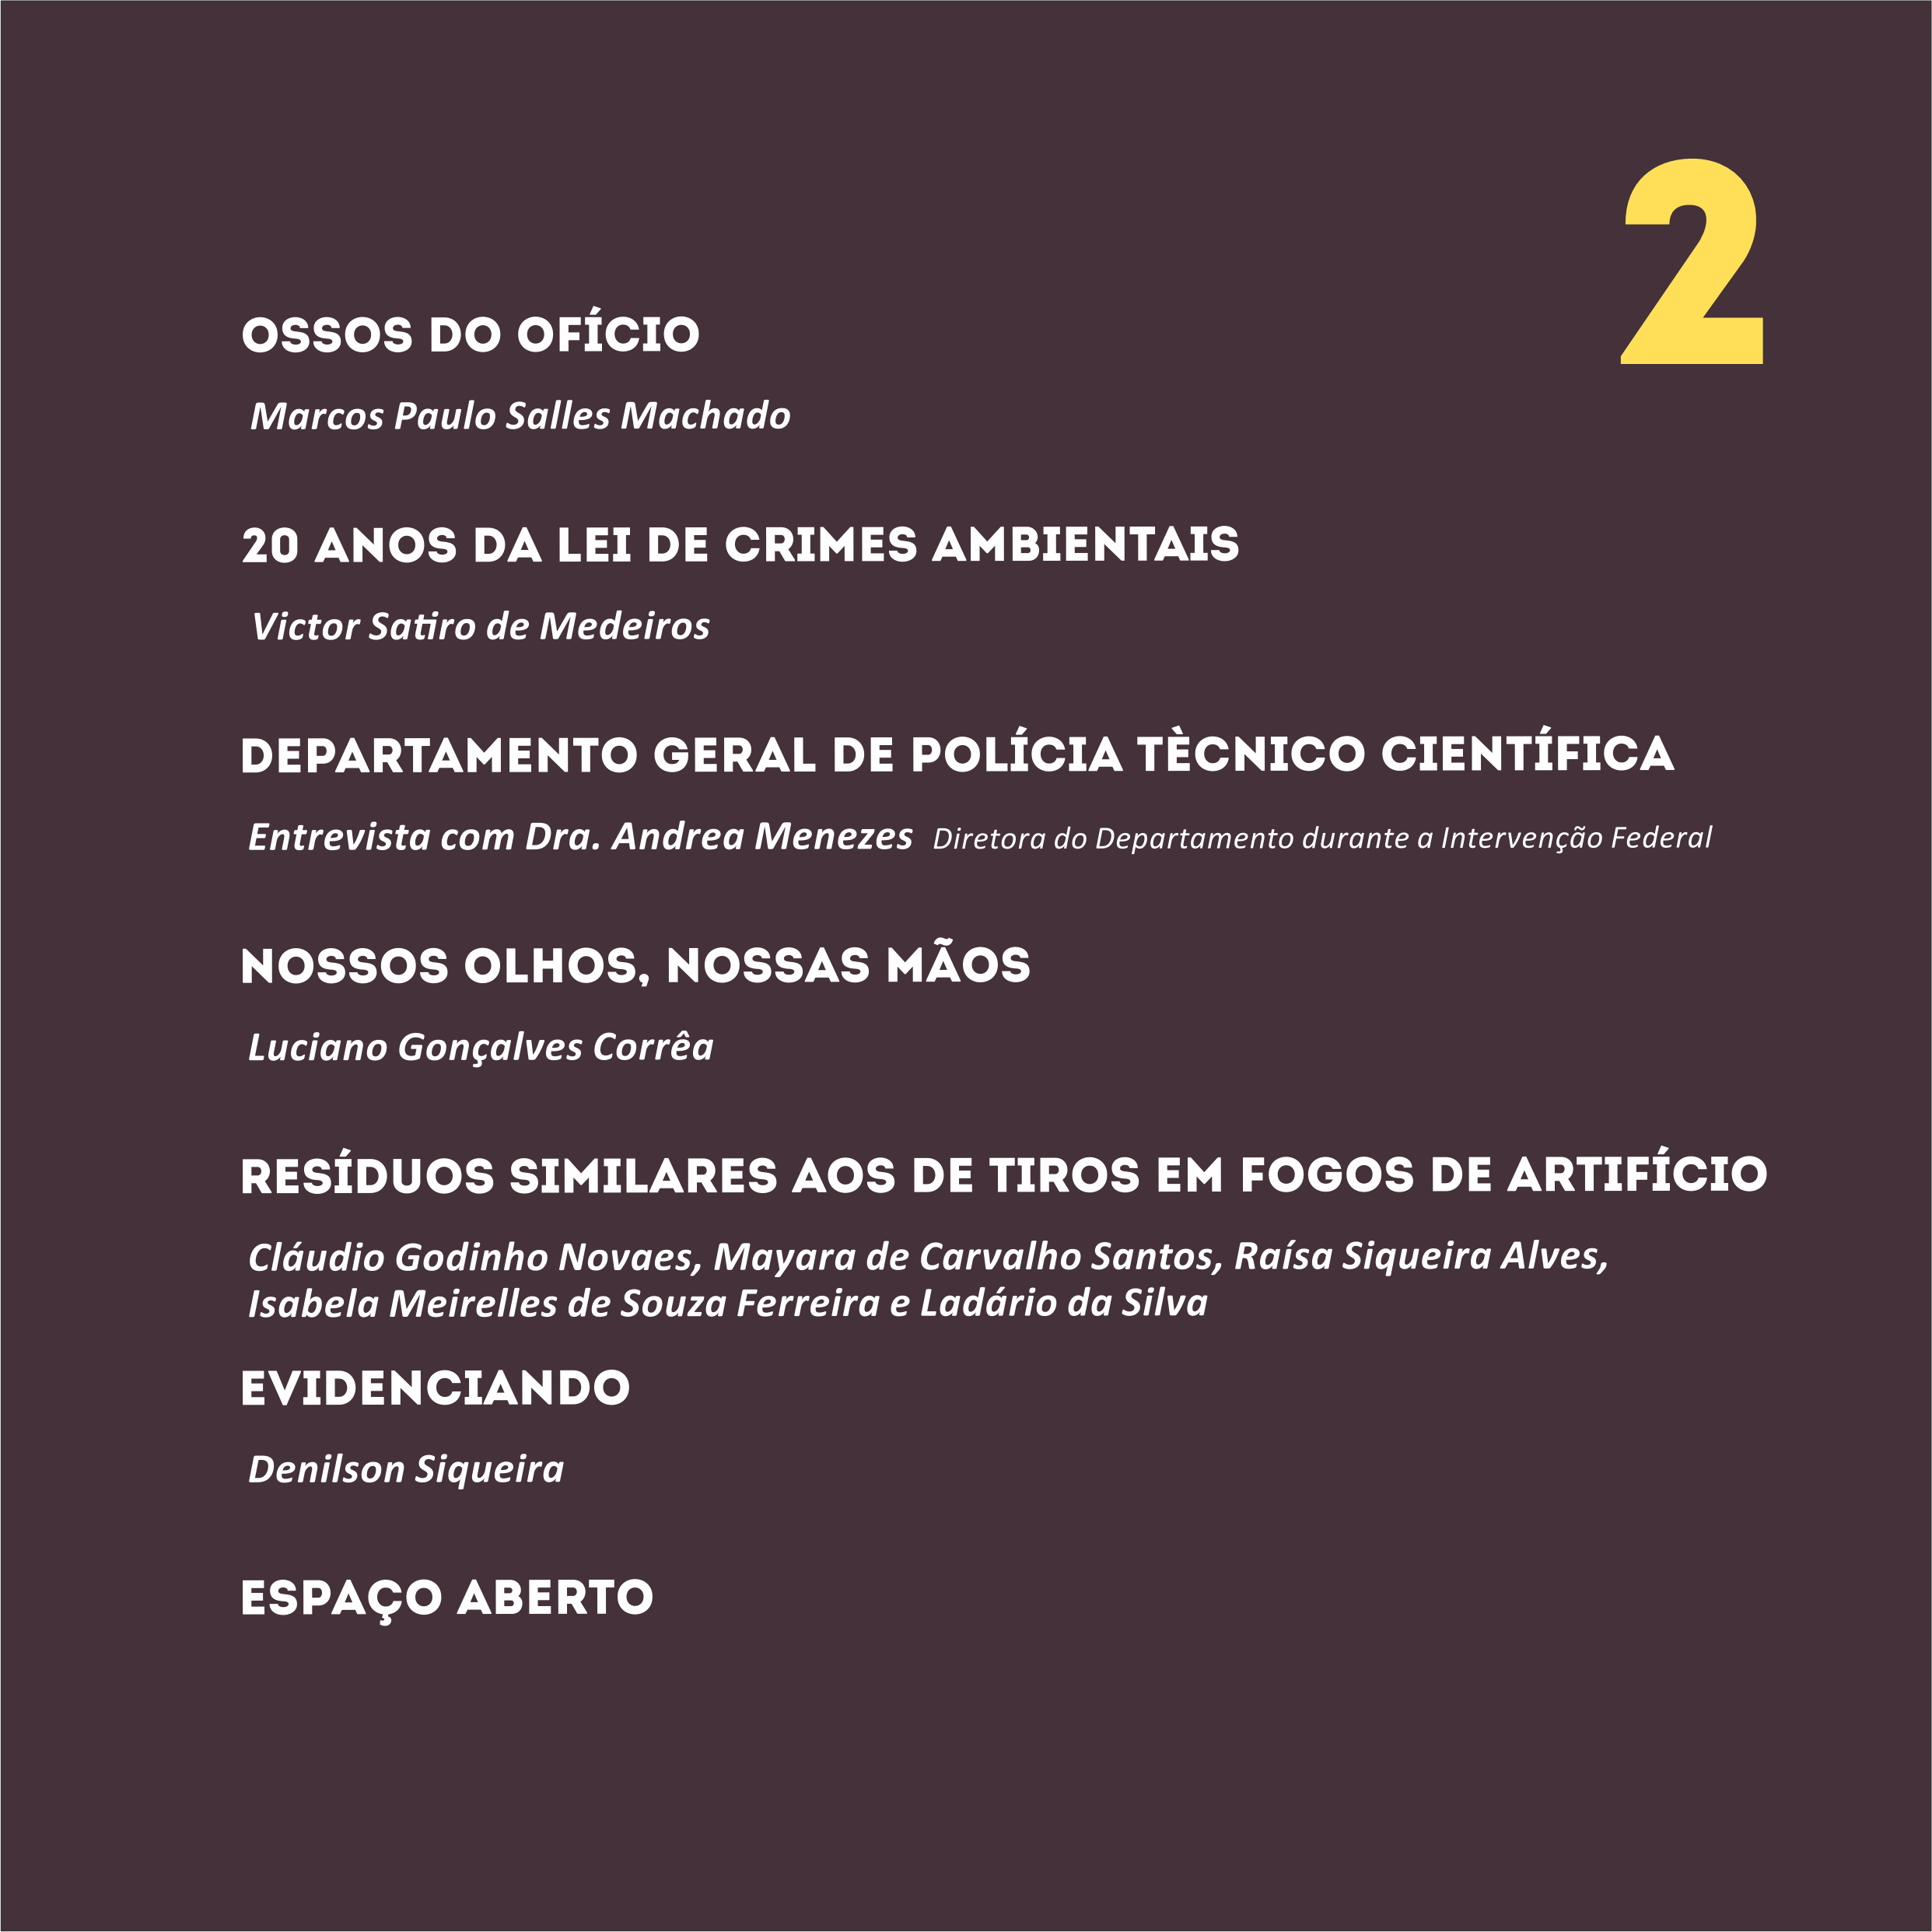 2
OSSOS DO OFÍCIO
Marcos Paulo Salles Machado
20 ANOS DA LEI DE CRIMES AMBIENTAIS
Victor Satiro de Medeiros
DEPARTAMENTO GERAL DE POLÍCIA TÈCNICO CIENTÍFICA
Entrevista com Dra. Andrea Menezes Diretora do Departamento durante a Intervenção Federal
NOSSOS OLHOS, NOSSAS MÃOS
Luciano Gonçalves Corrêa
RESÍDUOS SIMILARES AOS DE TIROS EM FOGOS DE ARTIFÍCIO
Cláudio Godinho Novaes, Mayara de Carvalho Santos, Raísa Siqueira Alves,
Isabela Meirelles de Souza Ferreira e Ladário da Silva
EVIDENCIANDO
Denilson Siqueira
ESPAÇO ABERTO